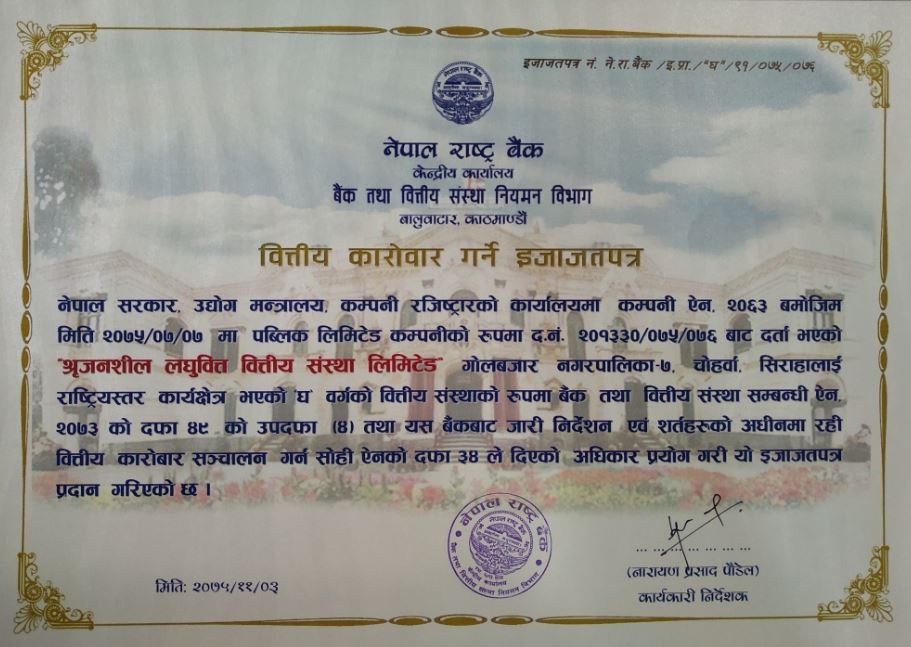 इजाजतपत्र नं. ने.रा.बैंक /इ.प्रा./"घ"/९१/०७५/०७६
नेपाल राष्ट्र बैंक
केन्द्रीय कार्यालय
बैंक तथा वित्तीय संस्था नियमन विभाग
बालुवाटार, काठमाण्डौं
वित्तीय कारोवार गर्ने इजाजतपत्र
नेपाल सरकार, उद्योग मन्त्रालय, कम्पनी रजिष्ट्रारको कार्यालयमा कम्पनी ऐन, २०६३ बमोजिम
मिति २०७५/०७/०७ मा पब्लिक लिमिटेड कम्पनीको रुपमा द.नं. २०१३३०/०७५/०७६ बाट दर्ता भएको
"श्रृजनशील लघुवित्त वित्तीय संस्था लिमिटेड" गोलबजार नगरपालिका-७, चोहर्वा, सिराहालाई
राष्ट्रियस्तर कार्यक्षेत्र भएको 'घ' वर्गको वित्तीय संस्थाको रुपमा बैंक तथा वित्तीय संस्था सम्बन्धी ऐन,
२०७३ को दफा ४९ को उपदफा (४) तथा यस बैंकबाट जारी निर्देशन एवं शर्तहरुको अधीनमा रही
वित्तीय कारोबार सञ्चालन गर्न सोही ऐनको दफा ३४ ले दिएको अधिकार प्रयोग गरी यो इजाजतपत्र
प्रदान गरिएको छ ।
नेपाल राष्ट्र बैंक
मिति: २०७५/११/०३
(नारायण प्रसाद पौडेल)
कार्यकारी निर्देशक